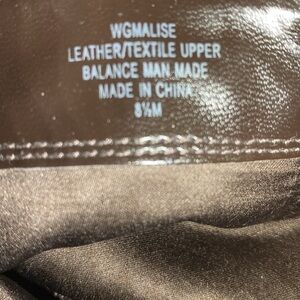 WGMALISE
LEATHER/TEXTILE UPPER
BALANCE MAN MADE
MADE IN CHINA
8½M